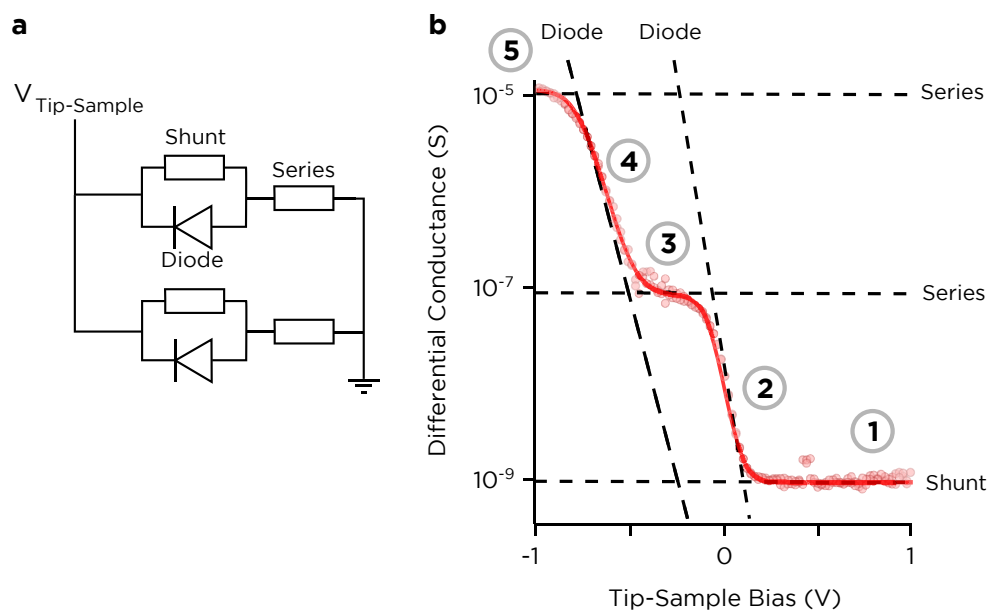 a
V Tip-Sample
Shunt
Series
Diode
b
5
Diode
Diode
10-5
Series
4
3
10-7
Series
2
1
10-9
Shunt
-1
0
1
Differential Conductance (S)
Tip-Sample Bias (V)